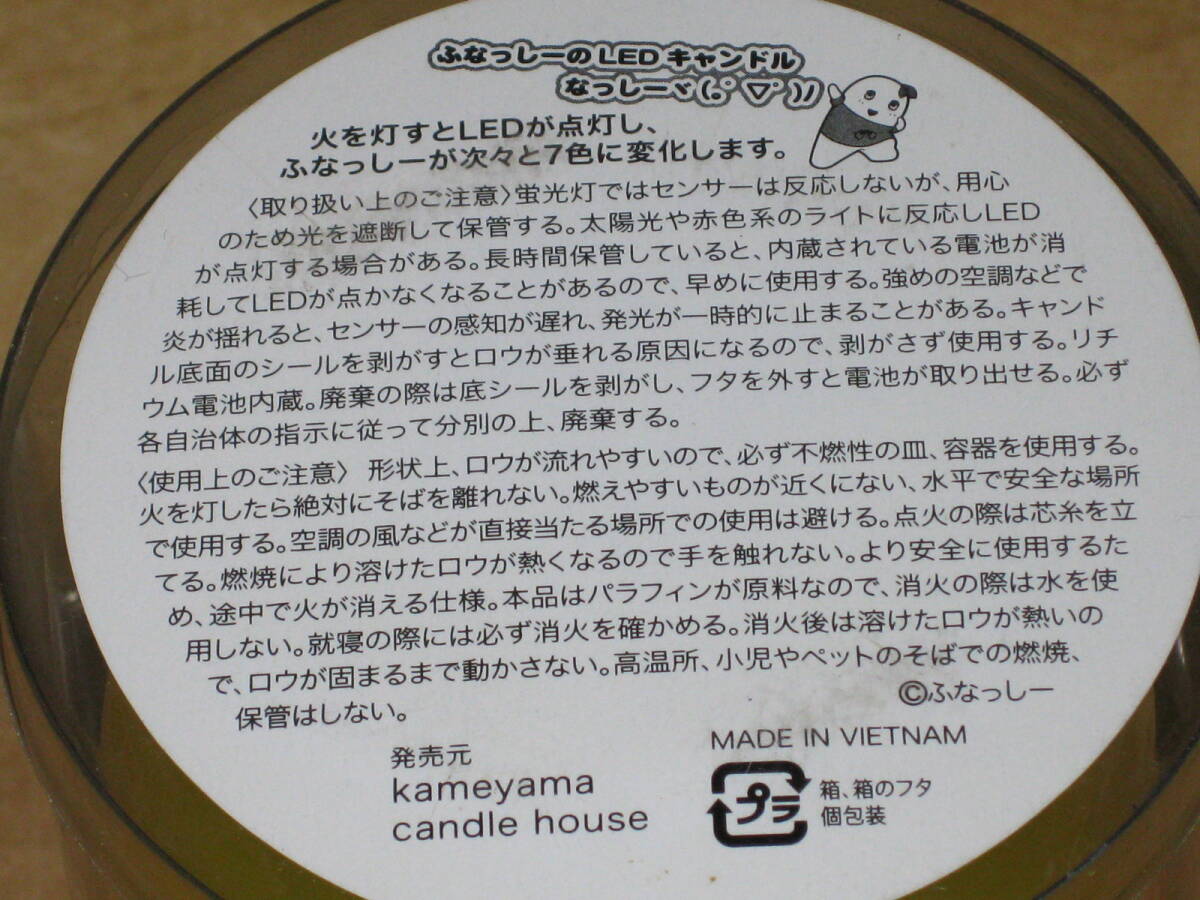 ふなっしーのLEDキャンドル
なっしーヾ(。゜▽゜)ﾉ
火を灯すとLEDが点灯し、
ふなっしーが次々と7色に変化します。
〈取り扱い上のご注意〉蛍光灯ではセンサーは反応しないが、用心
のため光を遮断して保管する。太陽光や赤色系のライトに反応しLED
が点灯する場合がある。長時間保管していると、内蔵されている電池が消
耗してLEDが点かなくなることがあるので、早めに使用する。強めの空調などで
炎が揺れると、センサーの感知が遅れ、発光が一時的に止まることがある。キャンド
ル底面のシールを剥がすとロウが垂れる原因になるので、剥がさず使用する。リチ
ウム電池内蔵。廃棄の際は底シールを剥がし、フタを外すと電池が取り出せる。必ず
各自治体の指示に従って分別の上、廃棄する。
〈使用上のご注意〉 形状上、ロウが流れやすいので、必ず不燃性の皿、容器を使用する。
火を灯したら絶対にそばを離れない。燃えやすいものが近くにない、水平で安全な場所
で使用する。空調の風などが直接当たる場所での使用は避ける。点火の際は芯糸を立
てる。燃焼により溶けたロウが熱くなるので手を触れない。より安全に使用するた
め、途中で火が消える仕様。本品はパラフィンが原料なので、消火の際は水を使
用しない。就寝の際には必ず消火を確かめる。消火後は溶けたロウが熱いの
で、ロウが固まるまで動かさない。高温所、小児やペットのそばでの燃焼、
保管はしない。
©ふなっしー
発売元
kameyama
candle house
MADE IN VIETNAM
プラ
箱、箱のフタ
個包装